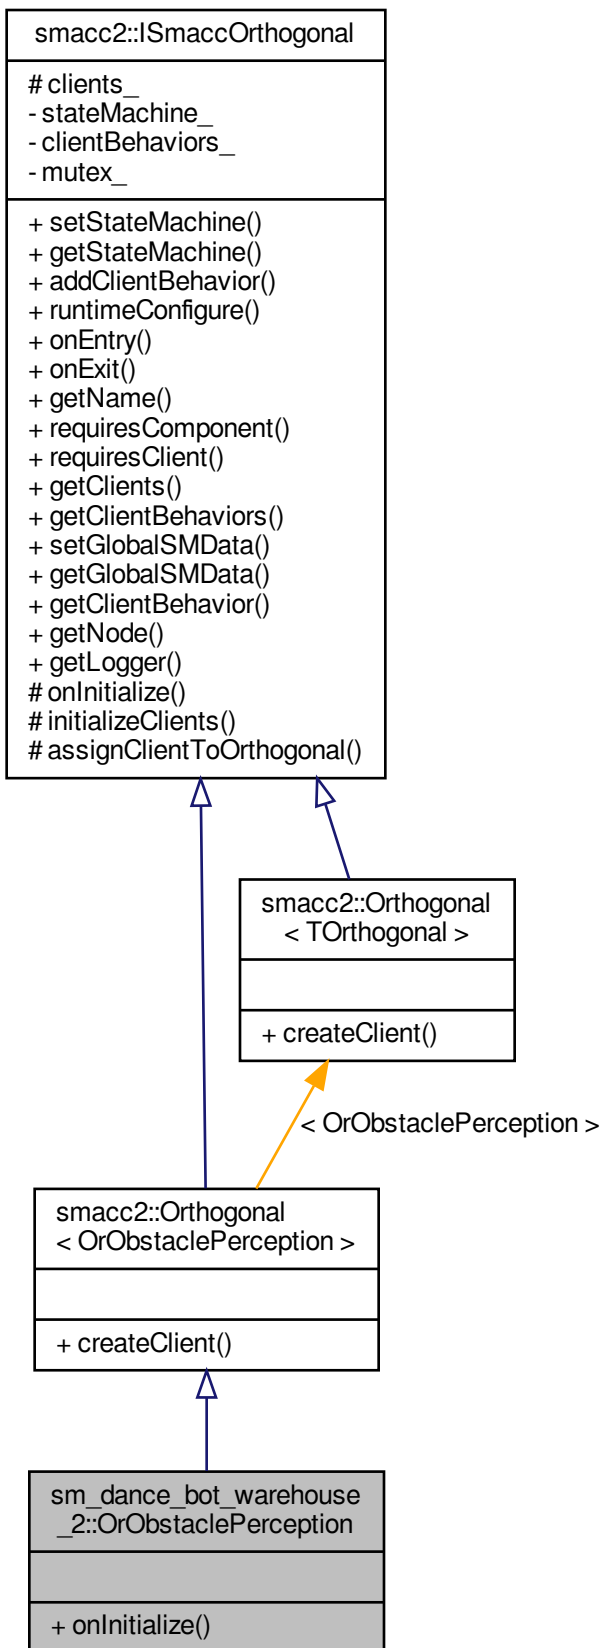 smacc2::ISmaccOrthogonal
# clients_
- stateMachine_
- clientBehaviors_
- mutex_
+ setStateMachine()
+ getStateMachine()
+ addClientBehavior()
+ runtimeConfigure()
+ onEntry()
+ onExit()
+ getName()
+ requiresComponent()
+ requiresClient()
+ getClients()
+ getClientBehaviors()
+ setGlobalSMData()
+ getGlobalSMData()
+ getClientBehavior()
+ getNode()
+ getLogger()
# onInitialize()
# initializeClients()
# assignClientToOrthogonal()
smacc2::Orthogonal
< TOrthogonal >
+ createClient()
< OrObstaclePerception >
smacc2::Orthogonal
< OrObstaclePerception >
+ createClient()
sm_dance_bot_warehouse
_2::OrObstaclePerception
+ onInitialize()